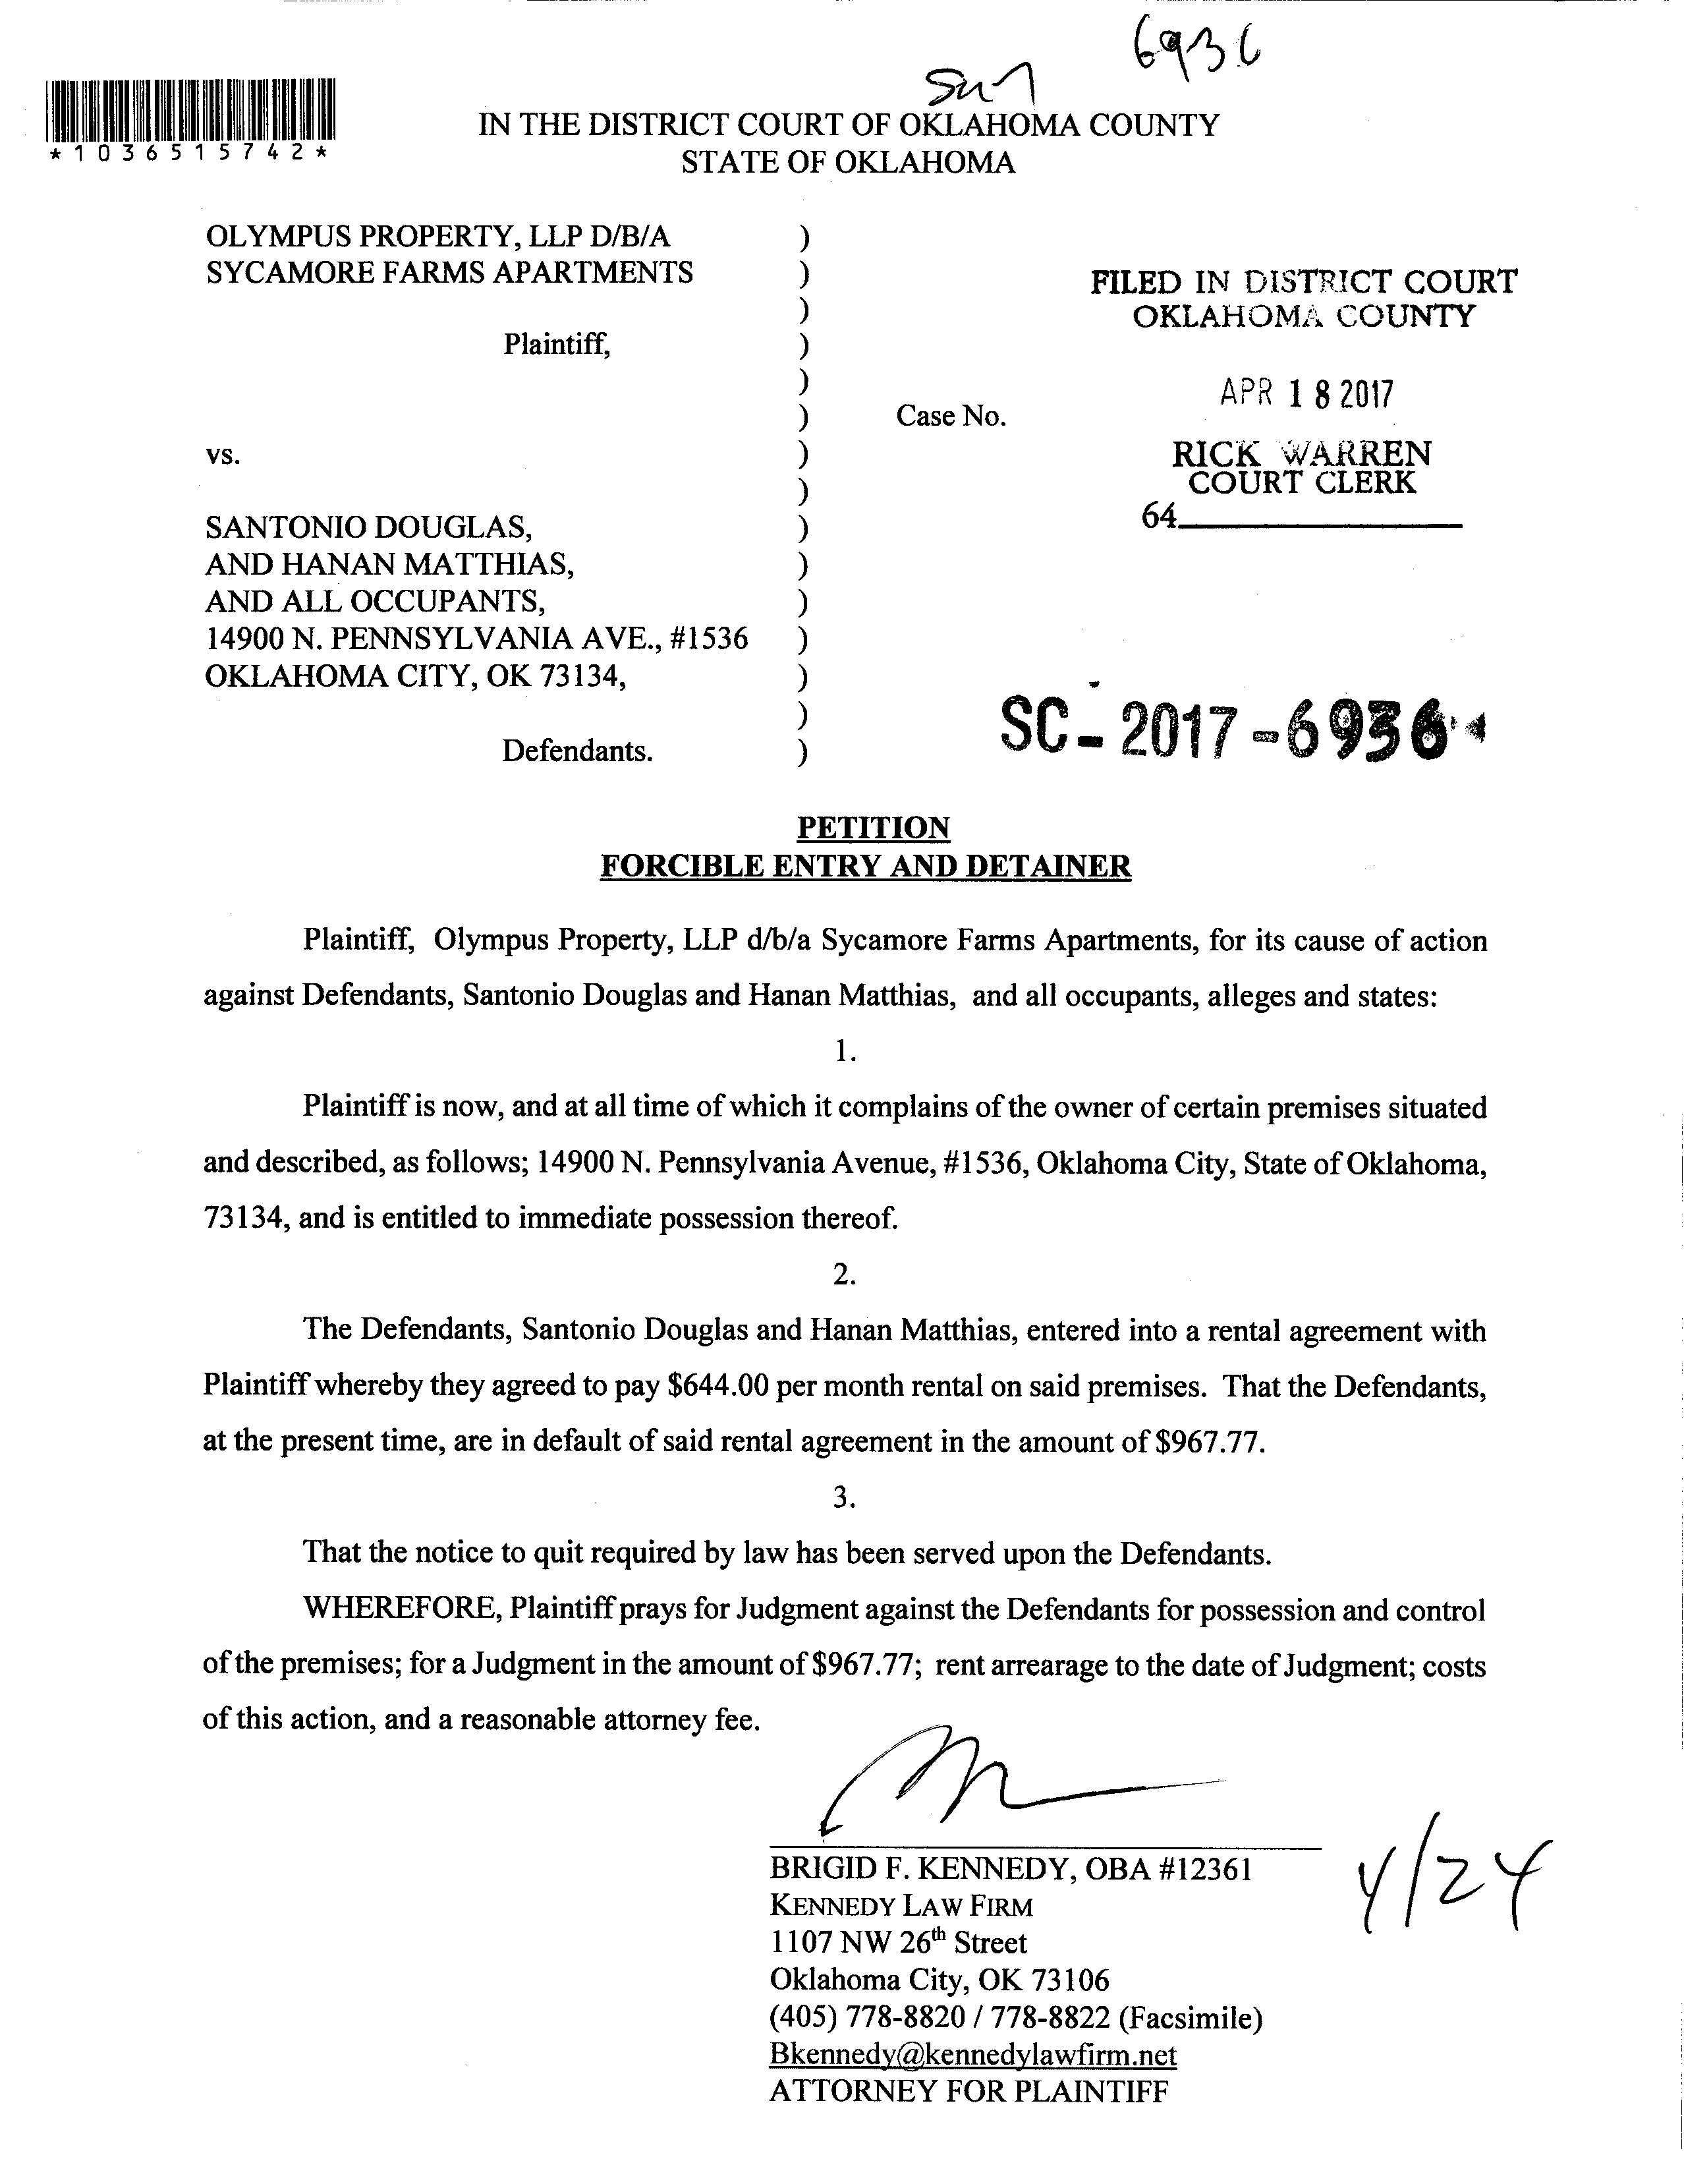 6936
*1036515742*
IN THE DISTRICT COURT OF OKLAHOMA COUNTY
STATE OF OKLAHOMA
OLYMPUS PROPERTY, LLP D/B/A )
SYCAMORE FARMS APARTMENTS )
)
Plaintiff, )
)
)
vs. )
)
SANTONIO DOUGLAS, )
AND HANAN MATTHIAS, )
AND ALL OCCUPANTS, )
14900 N. PENNSYLVANIA AVE., #1536 )
OKLAHOMA CITY, OK 73134, )
)
Defendants. )
Case No.
FILED IN DISTRICT COURT
OKLAHOMA COUNTY
APR 18 2017
RICK WARREN
COURT CLERK
64
SC-2017-6936
PETITION
FORCIBLE ENTRY AND DETAINER
Plaintiff, Olympus Property, LLP d/b/a Sycamore Farms Apartments, for its cause of action
against Defendants, Santonio Douglas and Hanan Matthias, and all occupants, alleges and states:
1.
Plaintiff is now, and at all time of which it complains of the owner of certain premises situated
and described, as follows; 14900 N. Pennsylvania Avenue, #1536, Oklahoma City, State of Oklahoma,
73134, and is entitled to immediate possession thereof.
2.
The Defendants, Santonio Douglas and Hanan Matthias, entered into a rental agreement with
Plaintiff whereby they agreed to pay $644.00 per month rental on said premises. That the Defendants,
at the present time, are in default of said rental agreement in the amount of $967.77.
3.
That the notice to quit required by law has been served upon the Defendants.
WHEREFORE, Plaintiff prays for Judgment against the Defendants for possession and control
of the premises; for a Judgment in the amount of $967.77; rent arrearage to the date of Judgment; costs
of this action, and a reasonable attorney fee.
BRIGID F. KENNEDY, OBA #12361
KENNEDY LAW FIRM
1107 NW 26th Street
Oklahoma City, OK 73106
(405) 778-8820 / 778-8822 (Facsimile)
Bkennedy@kennedylawfirm.net
ATTORNEY FOR PLAINTIFF
4/24